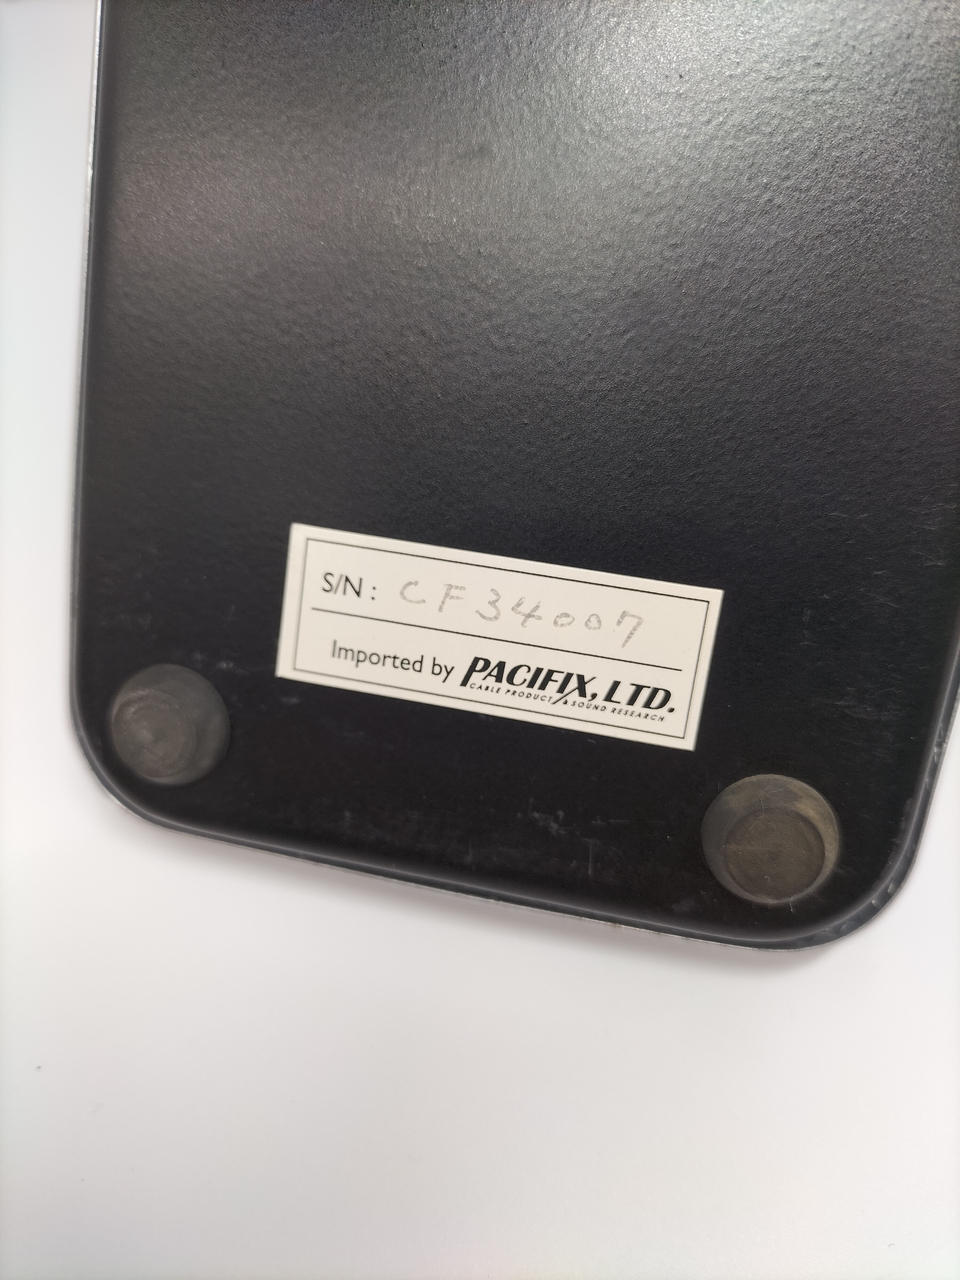 S/N : CF34007
Imported by PACIFIX, LTD.
CABLE PRODUCT & SOUND RESEARCH